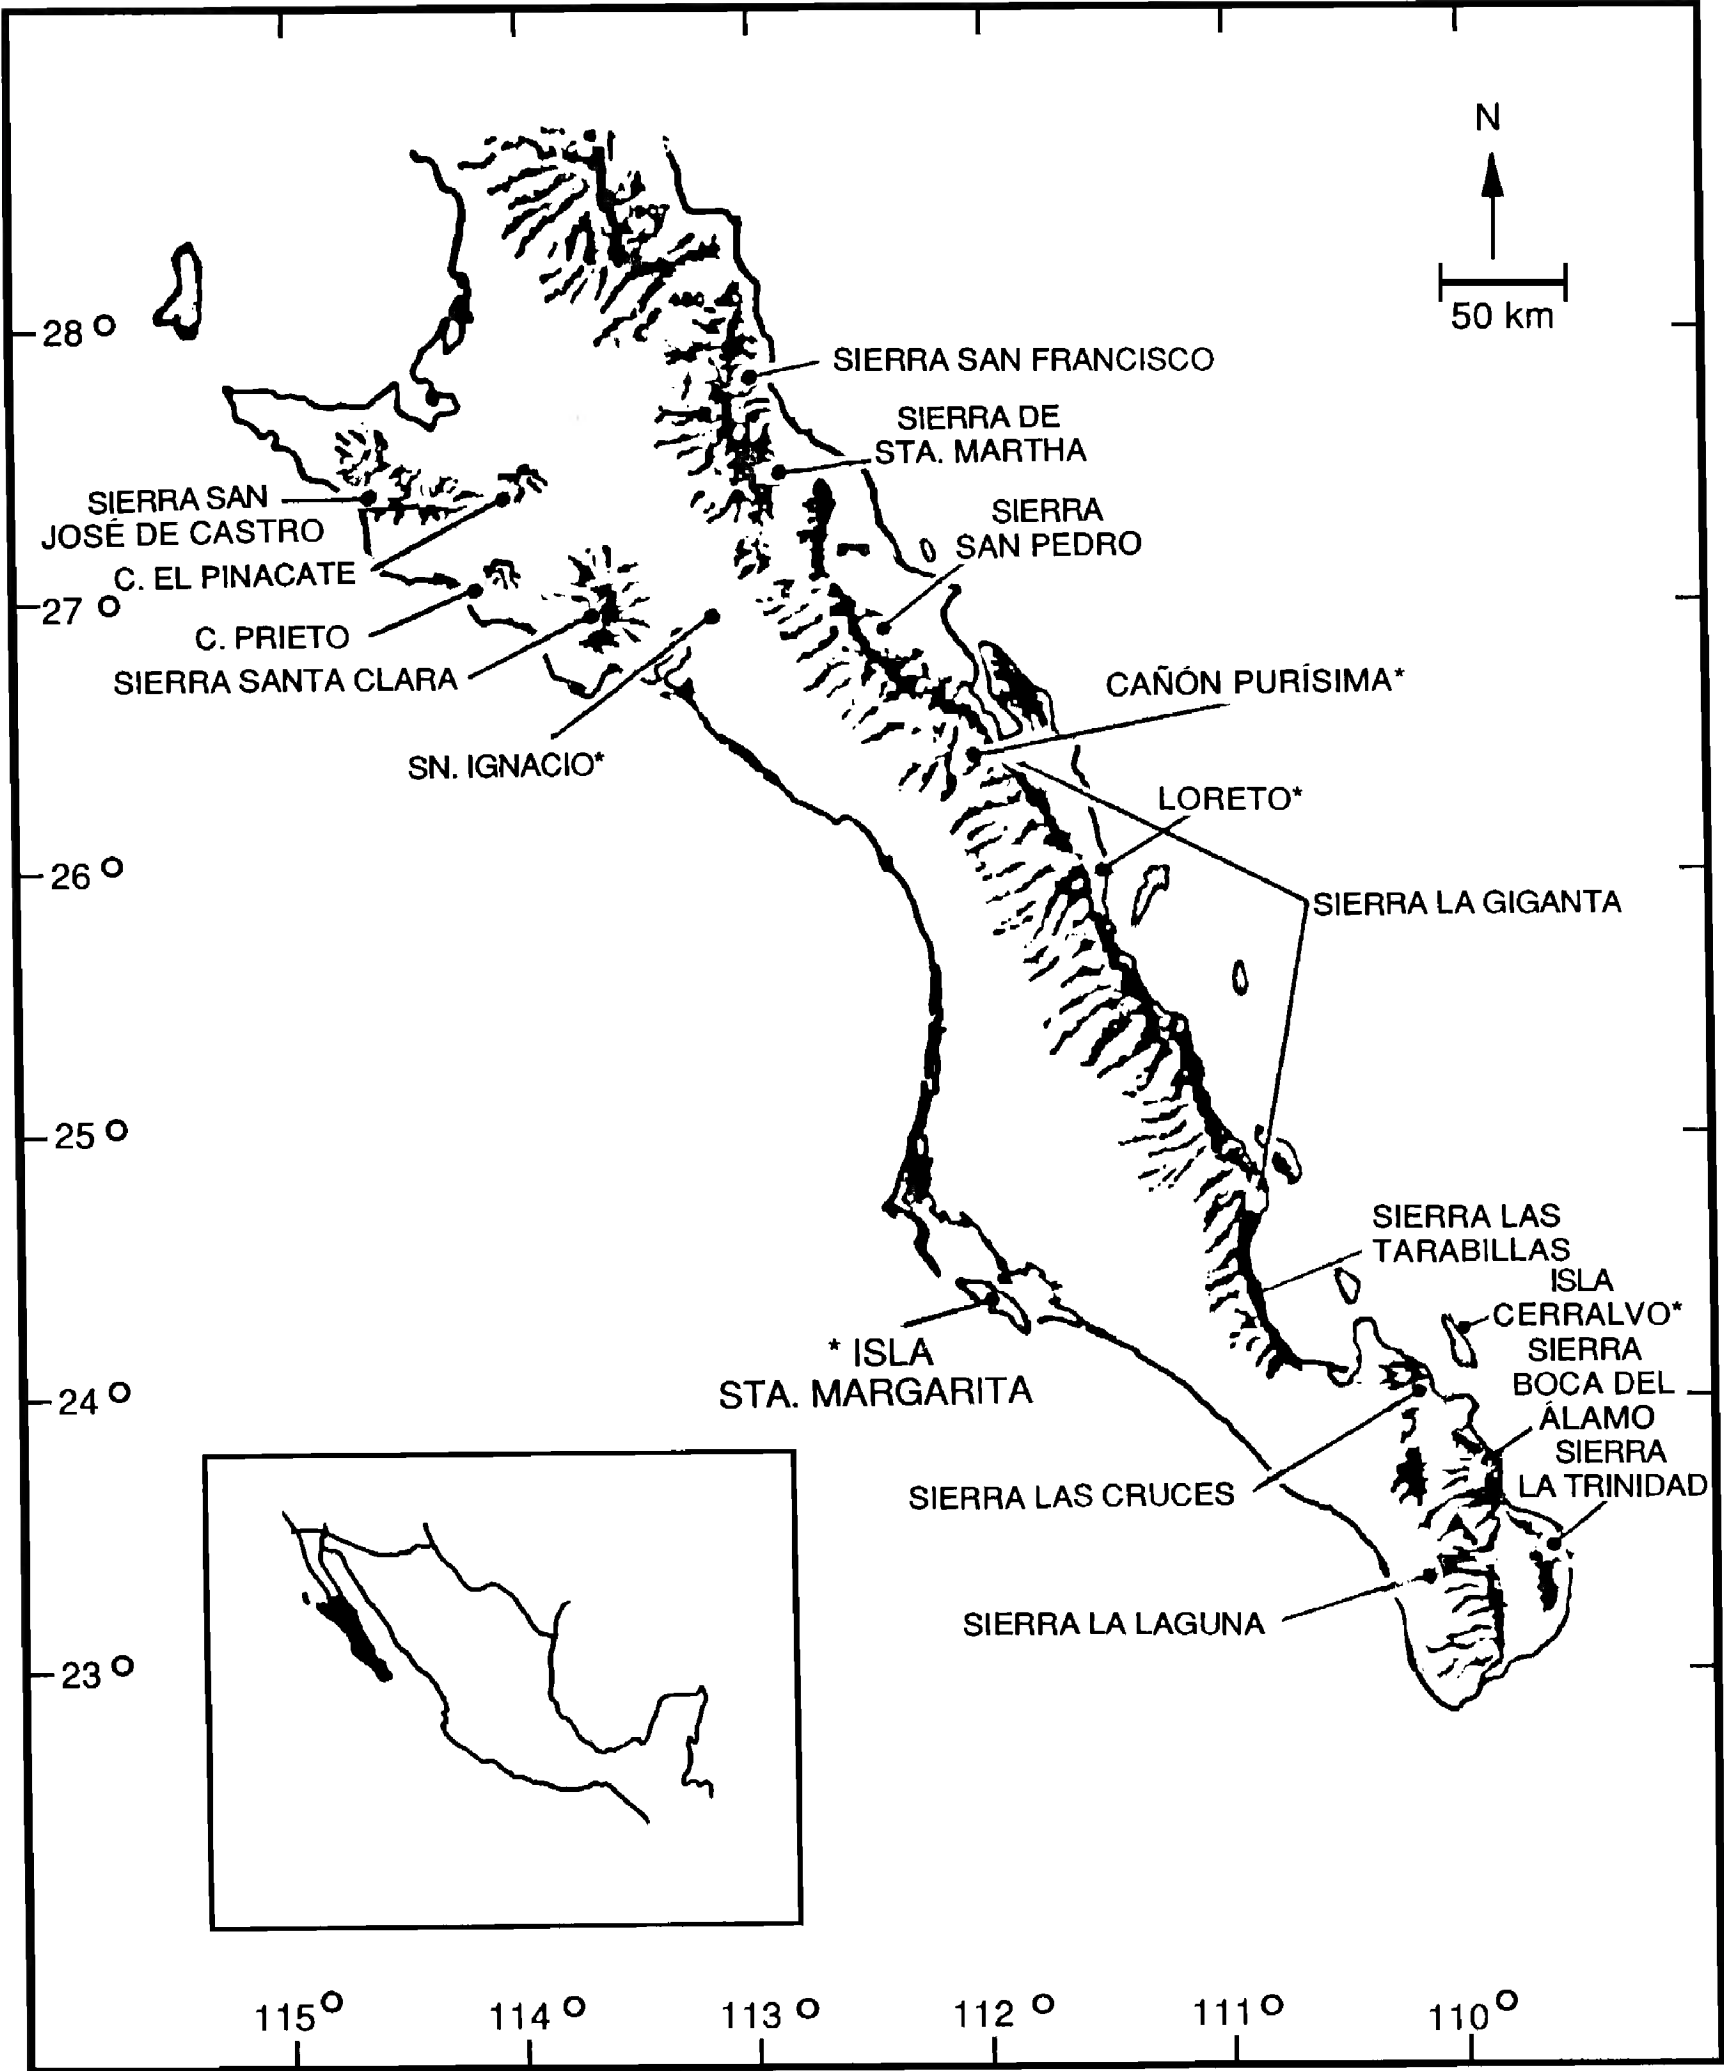 N
50 km
28°
SIERRA SAN FRANCISCO
SIERRA DE
STA. MARTHA
SIERRA SAN
JOSÉ DE CASTRO
SIERRA
SAN PEDRO
C. EL PINACATE
27°
C. PRIETO
SIERRA SANTA CLARA
CAÑÓN PURÍSIMA*
SN. IGNACIO*
LORETO*
26°
SIERRA LA GIGANTA
25°
SIERRA LAS
TARABILLAS
ISLA
CERRALVO*
* ISLA
STA. MARGARITA
SIERRA
BOCA DEL
ÁLAMO
24°
SIERRA
LA TRINIDAD
SIERRA LAS CRUCES
SIERRA LA LAGUNA
23°
115° 114° 113° 112° 111° 110°